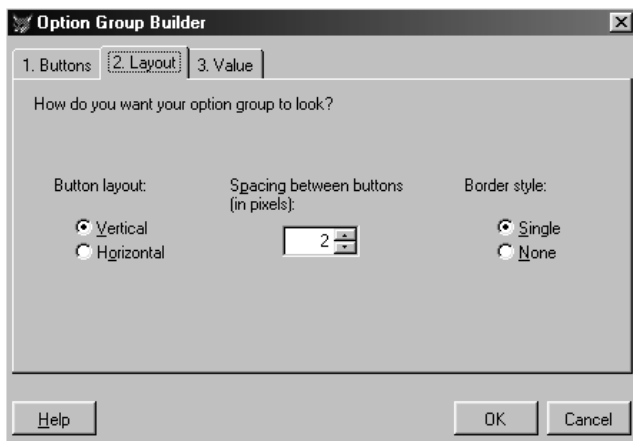 Option Group Builder
1. Buttons 2. Layout 3. Value
How do you want your option group to look?
Button layout:
Vertical
Horizontal
Spacing between buttons
(in pixels):
2
Border style:
Single
None
Help OK Cancel